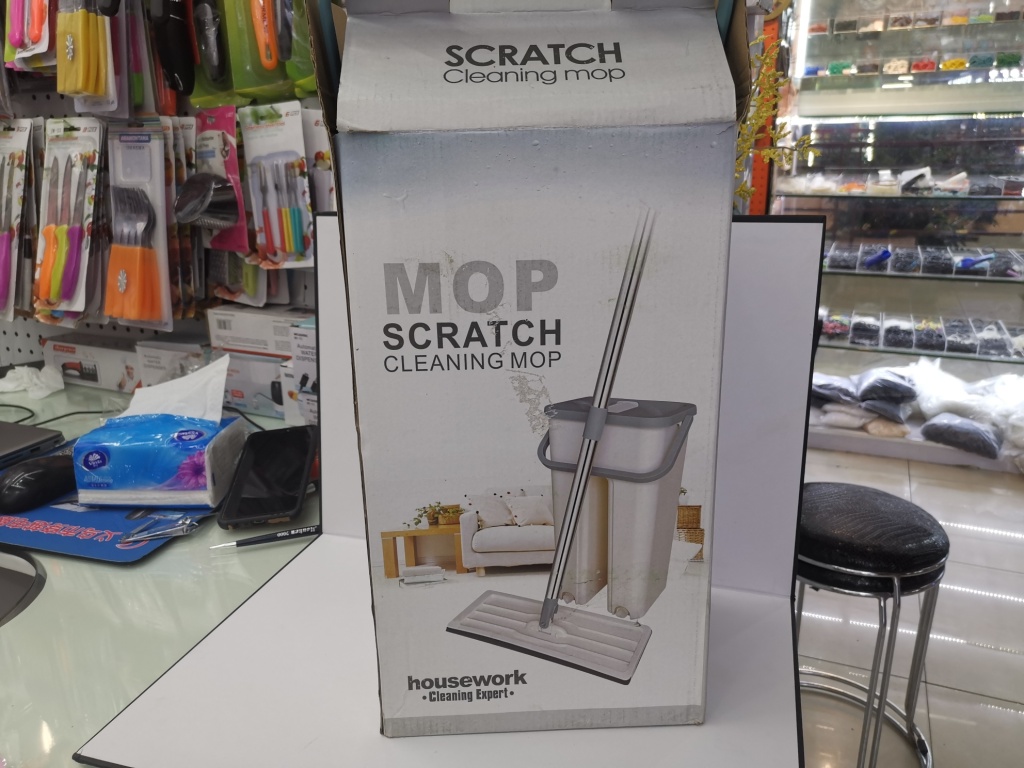 SCRATCH
Cleaning mop
MOP
SCRATCH
CLEANING MOP
housework
• Cleaning Expert •